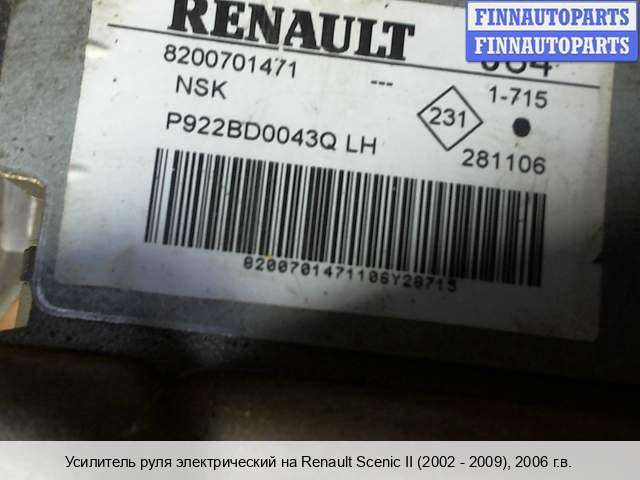 FINNAUTOPARTS
FINNAUTOPARTS
RENAULT
8200701471 --- 1-715
NSK
231
P922BD0043Q LH
281106
Усилитель руля электрический на Renault Scenic II (2002 - 2009), 2006 г.в.